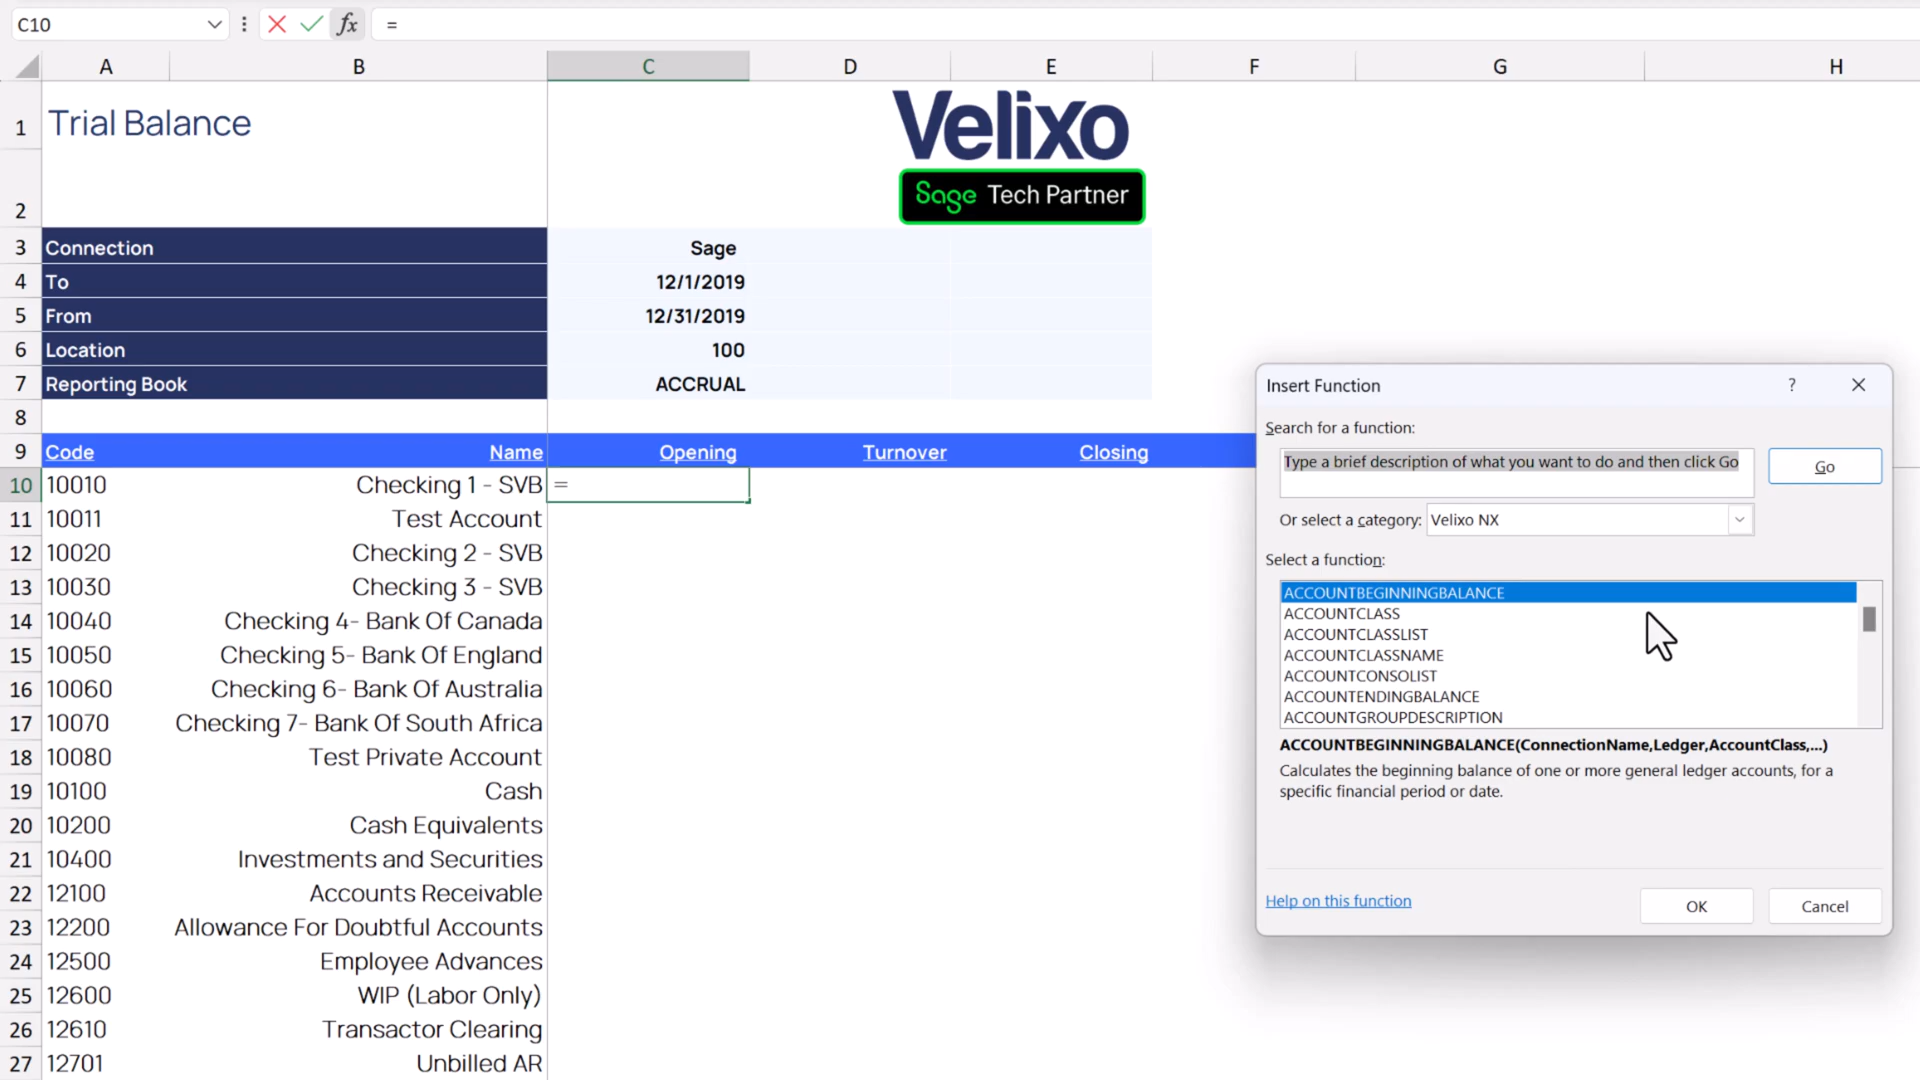 C10
fx =
A B C D E F G H
1 Trial Balance Velixo
2 Sage Tech Partner
3 Connection Sage
4 To 12/1/2019
5 From 12/31/2019
6 Location 100
7 Reporting Book ACCRUAL
8
9 Code Name Opening Turnover Closing
10 10010 Checking 1 - SVB =
11 10011 Test Account
12 10020 Checking 2 - SVB
13 10030 Checking 3 - SVB
14 10040 Checking 4- Bank Of Canada
15 10050 Checking 5- Bank Of England
16 10060 Checking 6- Bank Of Australia
17 10070 Checking 7- Bank Of South Africa
18 10080 Test Private Account
19 10100 Cash
20 10200 Cash Equivalents
21 10400 Investments and Securities
22 12100 Accounts Receivable
23 12200 Allowance For Doubtful Accounts
24 12500 Employee Advances
25 12600 WIP (Labor Only)
26 12610 Transactor Clearing
27 12701 Unbilled AR
Insert Function ?
Search for a function:
Type a brief description of what you want to do and then click Go
Go
Or select a category: Velixo NX
Select a function:
ACCOUNTBEGINNINGBALANCE
ACCOUNTCLASS
ACCOUNTCLASSLIST
ACCOUNTCLASSNAME
ACCOUNTCONSOLIST
ACCOUNTENDINGBALANCE
ACCOUNTGROUPDESCRIPTION
ACCOUNTBEGINNINGBALANCE(ConnectionName,Ledger,AccountClass,...)
Calculates the beginning balance of one or more general ledger accounts, for a
specific financial period or date.
Help on this function
OK Cancel